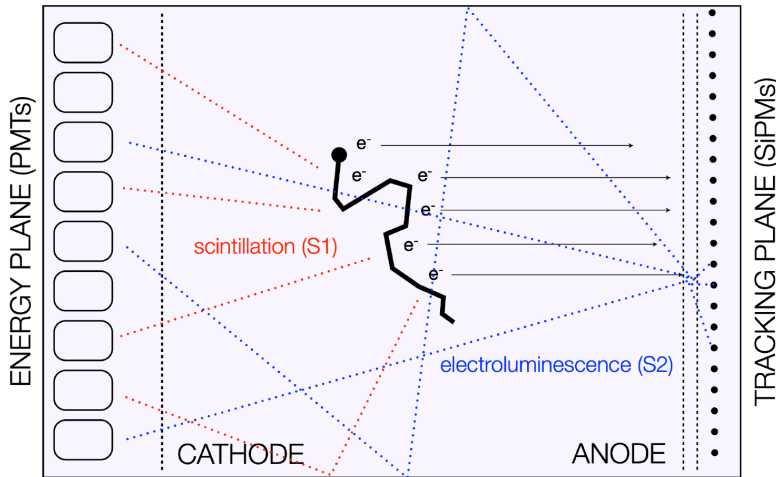 ENERGY PLANE (PMTs)
e-
e-
e-
e-
e-
e-
scintillation (S1)
electroluminescence (S2)
CATHODE
ANODE
TRACKING PLANE (SiPMs)